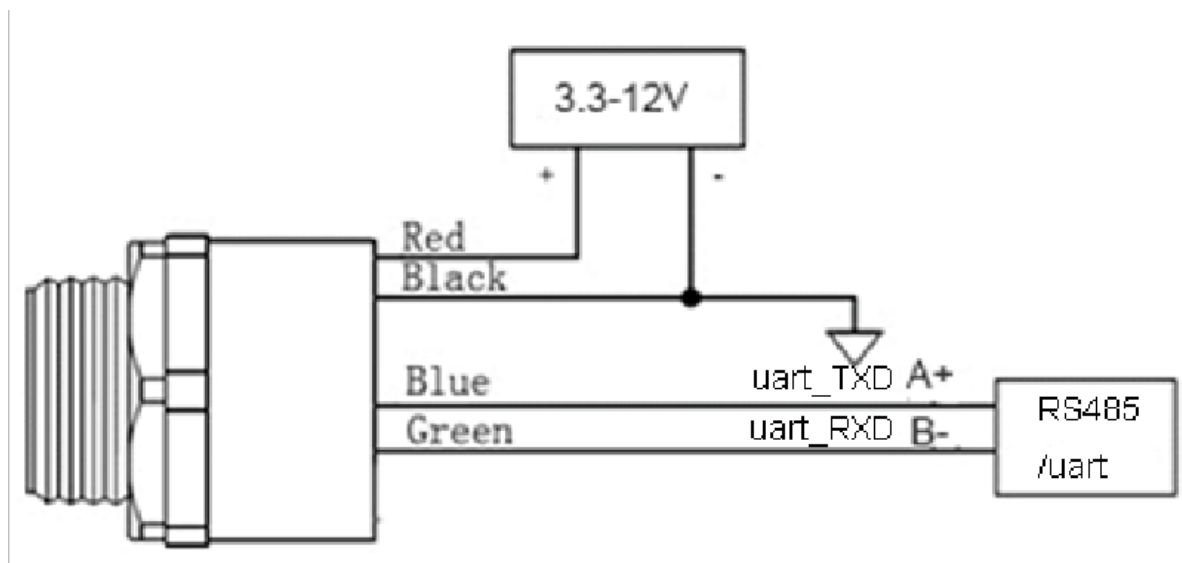 3.3-12V
+ -
Red
Black
Blue uart_TXD A+
Green uart_RXD B-
RS485
/uart